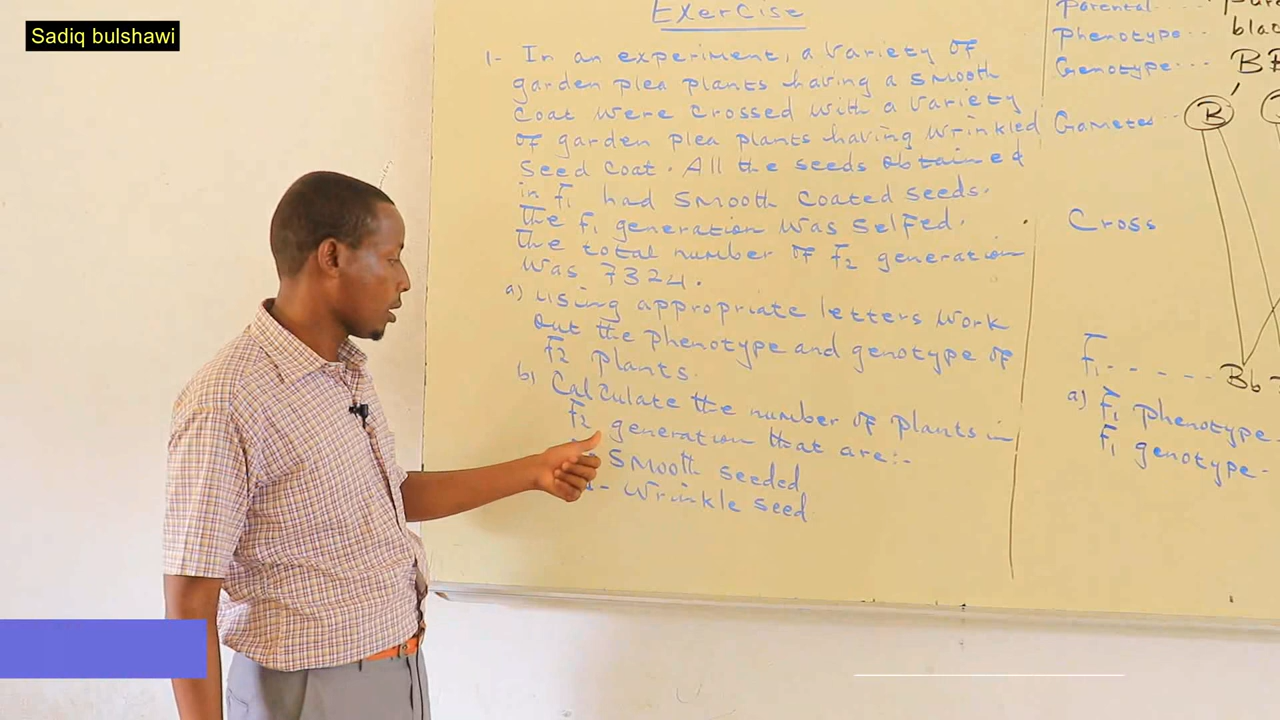 Sadiq bulshawi
Exercise
1- In an experiment, a variety of
garden plea plants having a smooth
coat were crossed with a variety
of garden plea plants having wrinkled
seed coat. All the seeds obtained
in F1 had smooth coated seeds.
The F1 generation was selfed.
The total number of F2 generation
was 7324.
a) using appropriate letters work
out the phenotype and genotype of
F2 plants.
b) Calculate the number of plants in
F2 generation that are:-
smooth seeded
- wrinkle seed
Parental....
Phenotype..
Genotype... B
Gametes... B
Cross
F1- - - - - Bb
a) F1 phenotype-
F1 genotype-